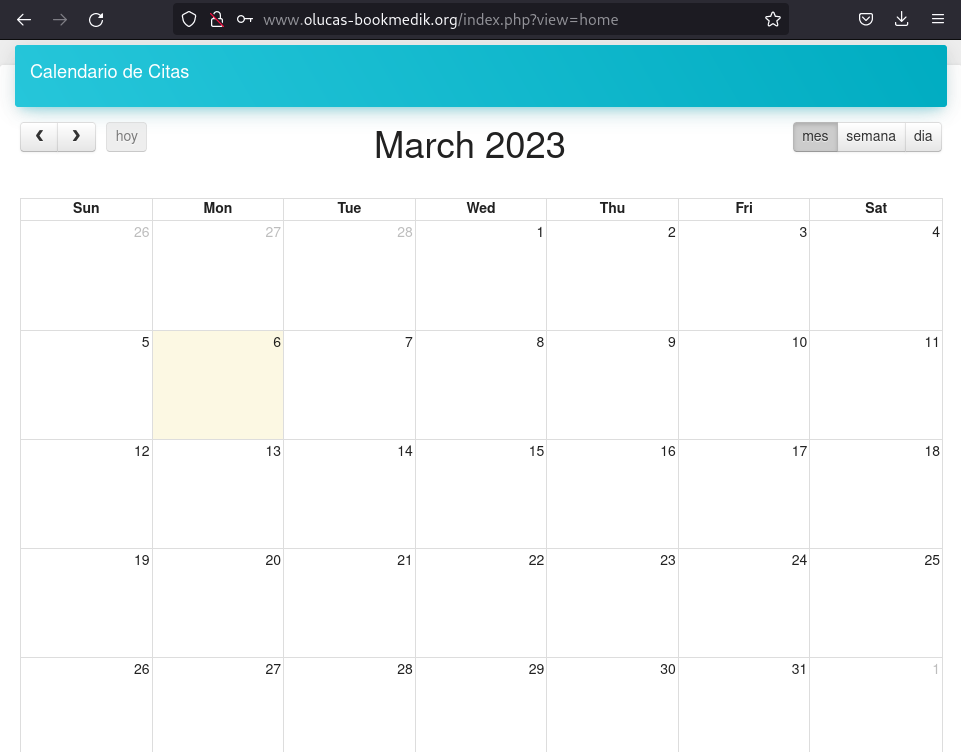 www.olucas-bookmedik.org/index.php?view=home
Calendario de Citas
hoy
March 2023
mes semana dia
Sun Mon Tue Wed Thu Fri Sat
26 27 28 1 2 3 4
5 6 7 8 9 10 11
12 13 14 15 16 17 18
19 20 21 22 23 24 25
26 27 28 29 30 31 1